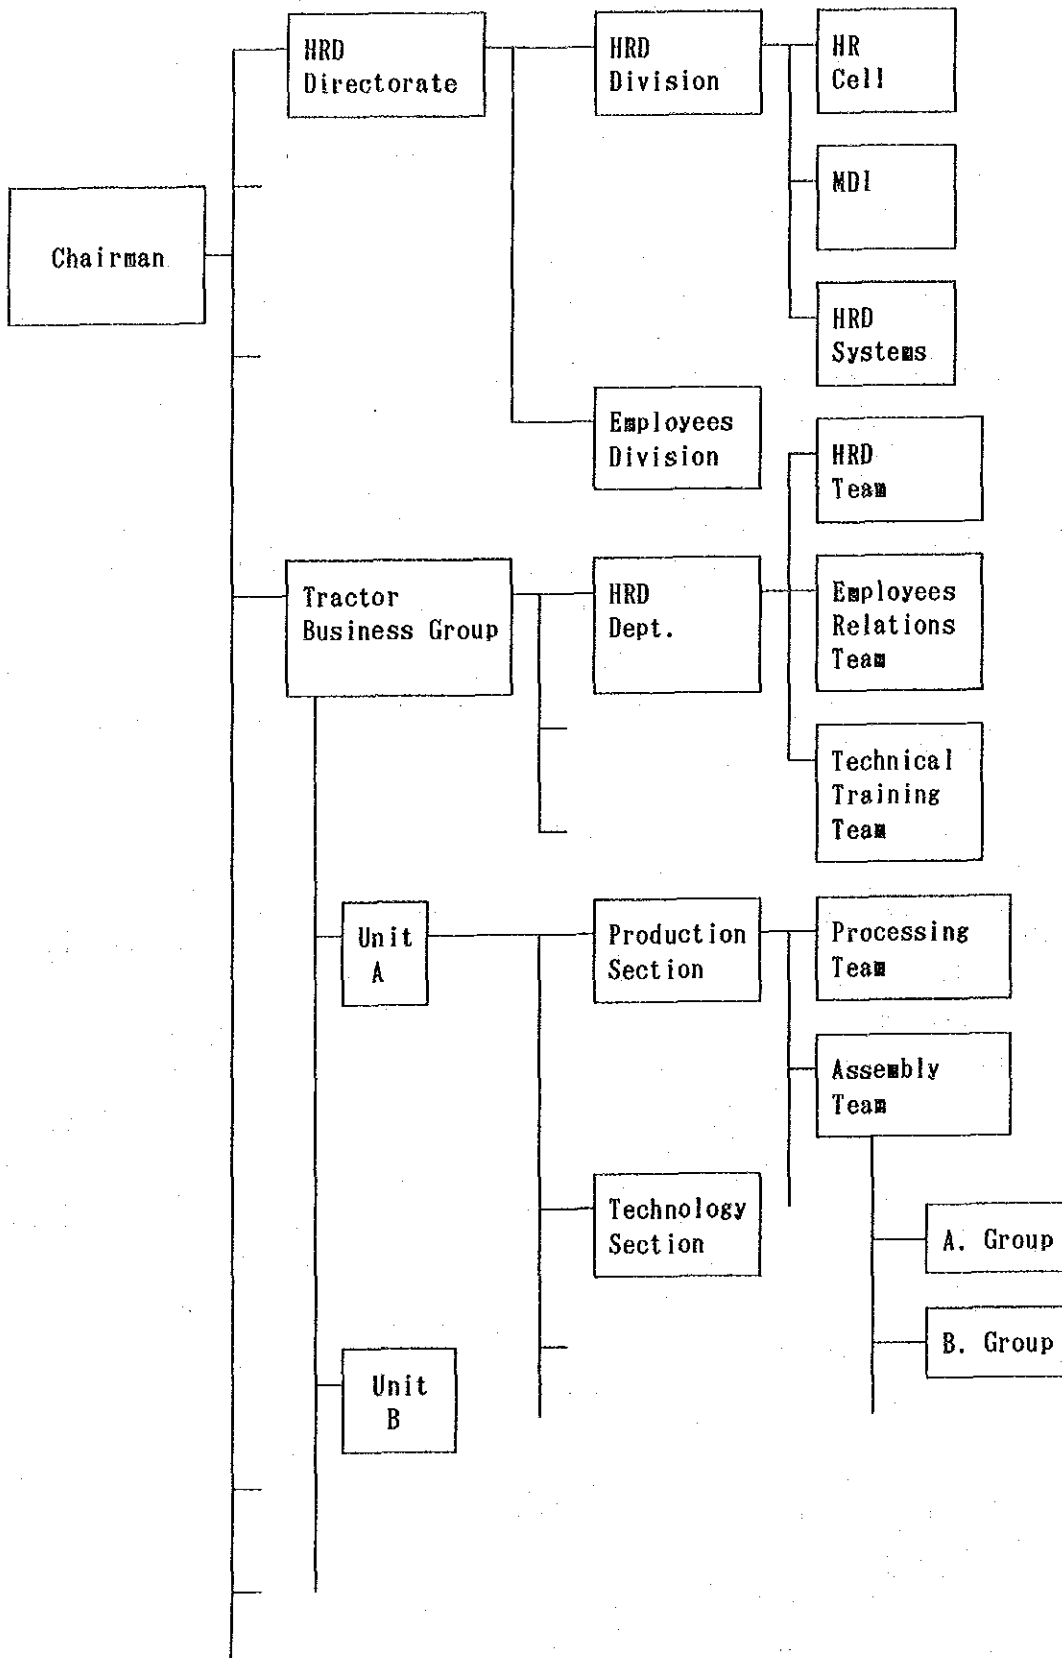 HRD
Directorate
HRD
Division
HR
Cell
MDI
Chairman
HRD
Systems
Employees
Division
HRD
Team
Tractor
Business Group
HRD
Dept.
Employees
Relations
Team
Technical
Training
Team
Unit
A
Production
Section
Processing
Team
Assembly
Team
Technology
Section
A. Group
B. Group
Unit
B